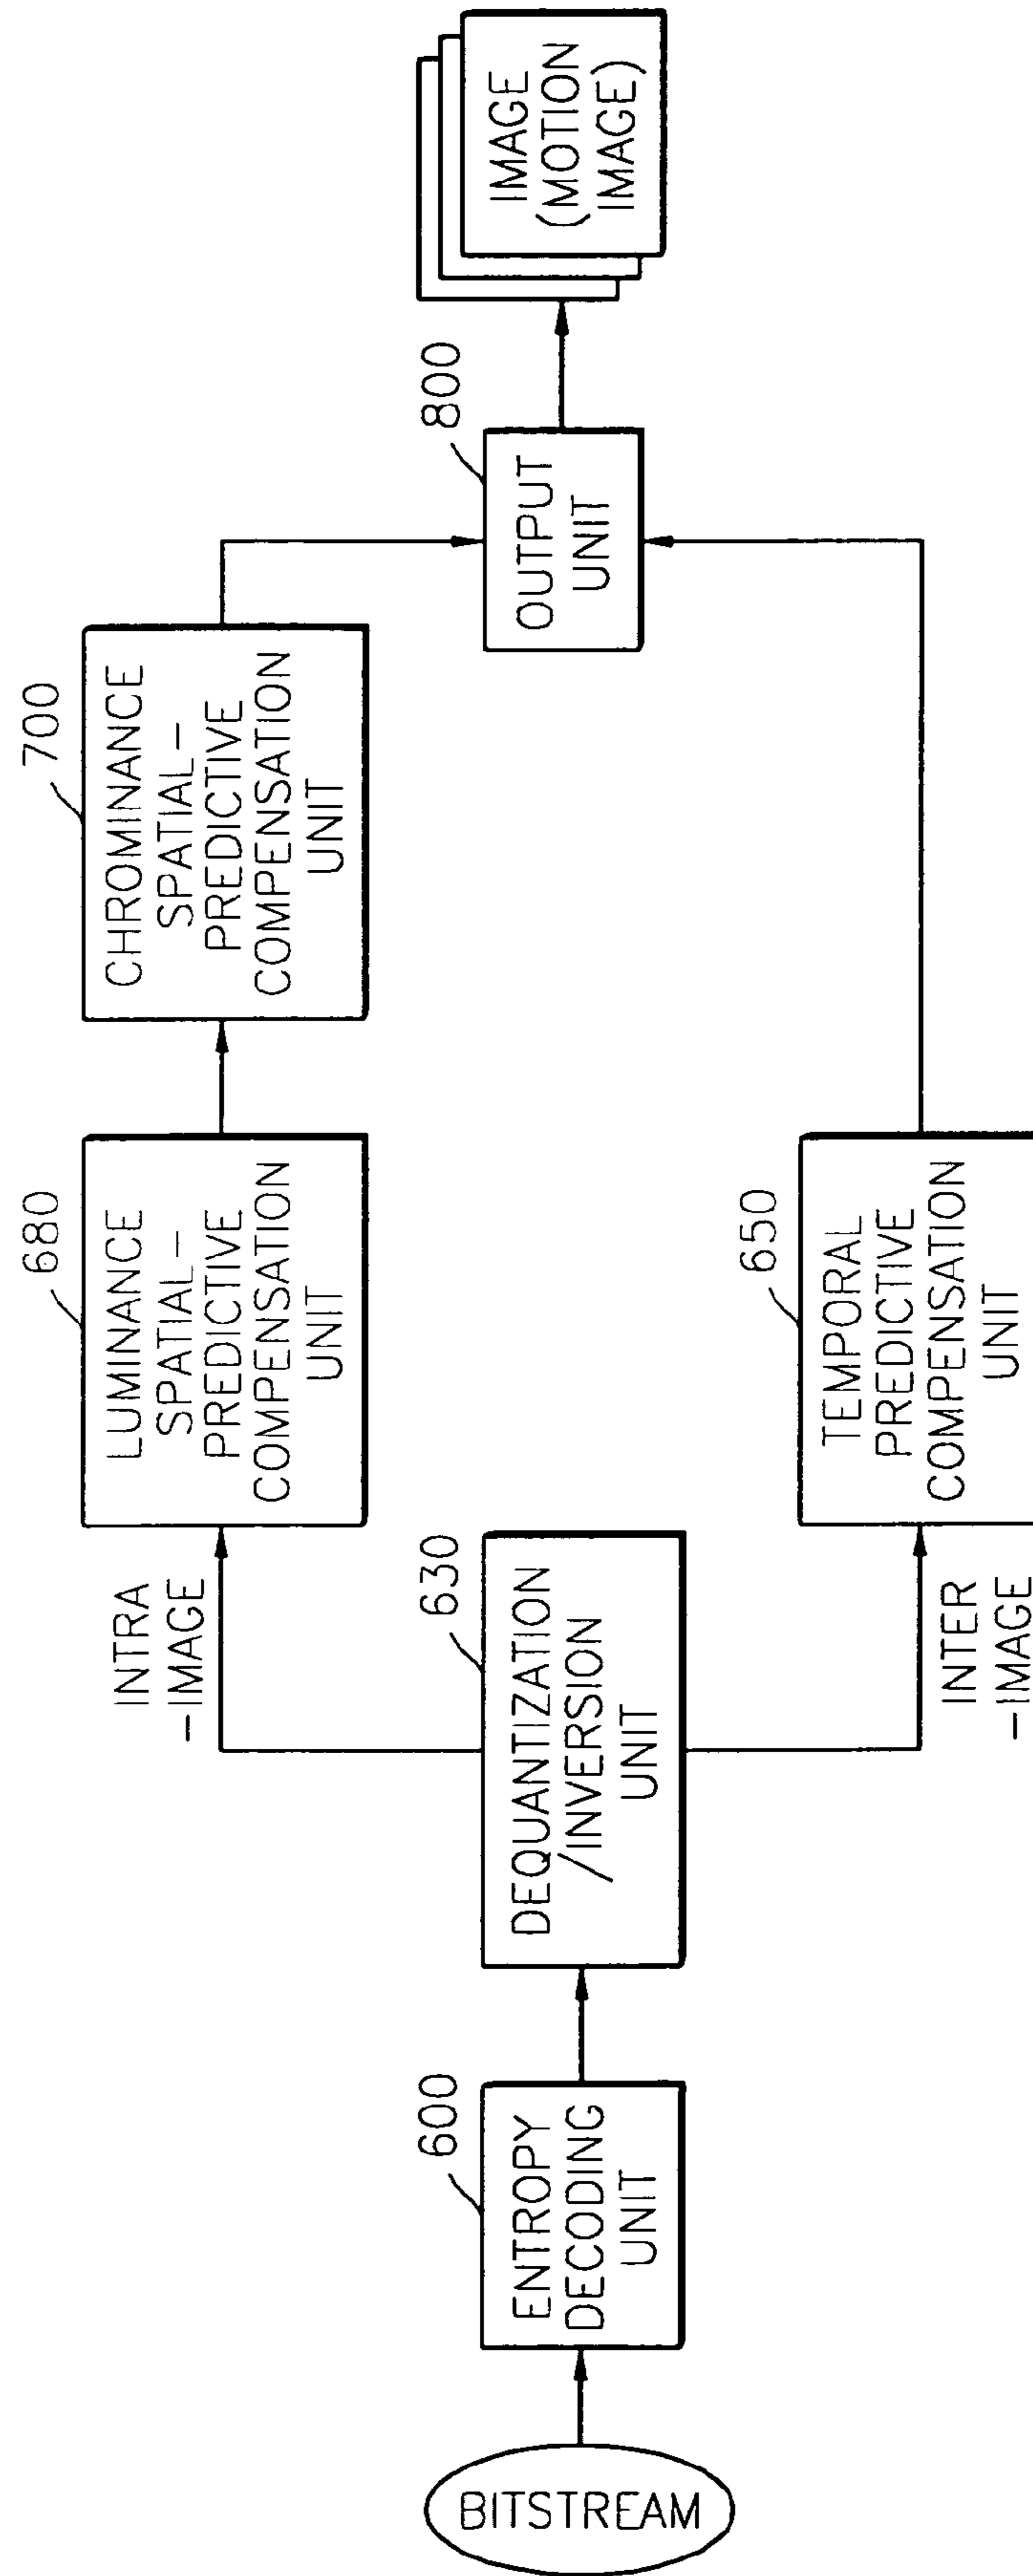 BITSTREAM
600
ENTROPY
DECODING
UNIT
630
DEQUANTIZATION
/INVERSION
UNIT
INTRA
-IMAGE
680
LUMINANCE
SPATIAL-
PREDICTIVE
COMPENSATION
UNIT
700
CHROMINANCE
SPATIAL-
PREDICTIVE
COMPENSATION
UNIT
INTER
-IMAGE
650
TEMPORAL
PREDICTIVE
COMPENSATION
UNIT
800
OUTPUT
UNIT
IMAGE
(MOTION
IMAGE)